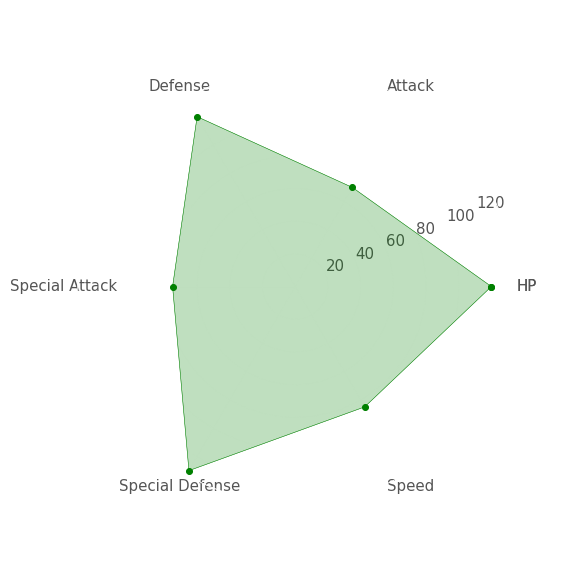 Defense
Attack
120
100
80
60
40
20
Special Attack
HP
Special Defense
Speed